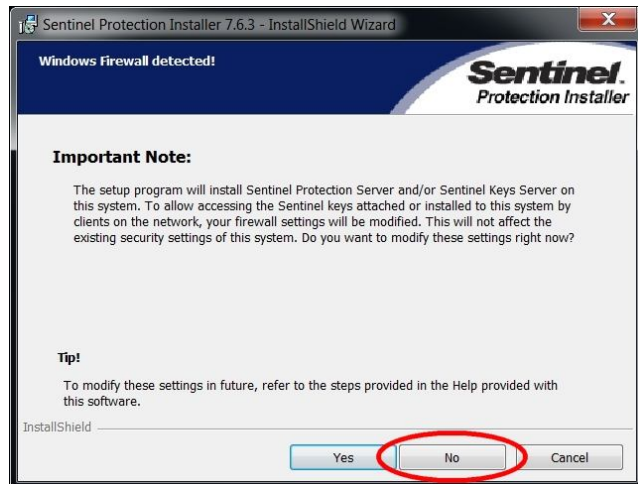 Sentinel Protection Installer 7.6.3 - InstallShield Wizard
Windows Firewall detected!
Sentinel.
Protection Installer
Important Note:
The setup program will install Sentinel Protection Server and/or Sentinel Keys Server on
this system. To allow accessing the Sentinel keys attached or installed to this system by
clients on the network, your firewall settings will be modified. This will not affect the
existing security settings of this system. Do you want to modify these settings right now?
Tip!
To modify these settings in future, refer to the steps provided in the Help provided with
this software.
InstallShield
Yes
No
Cancel